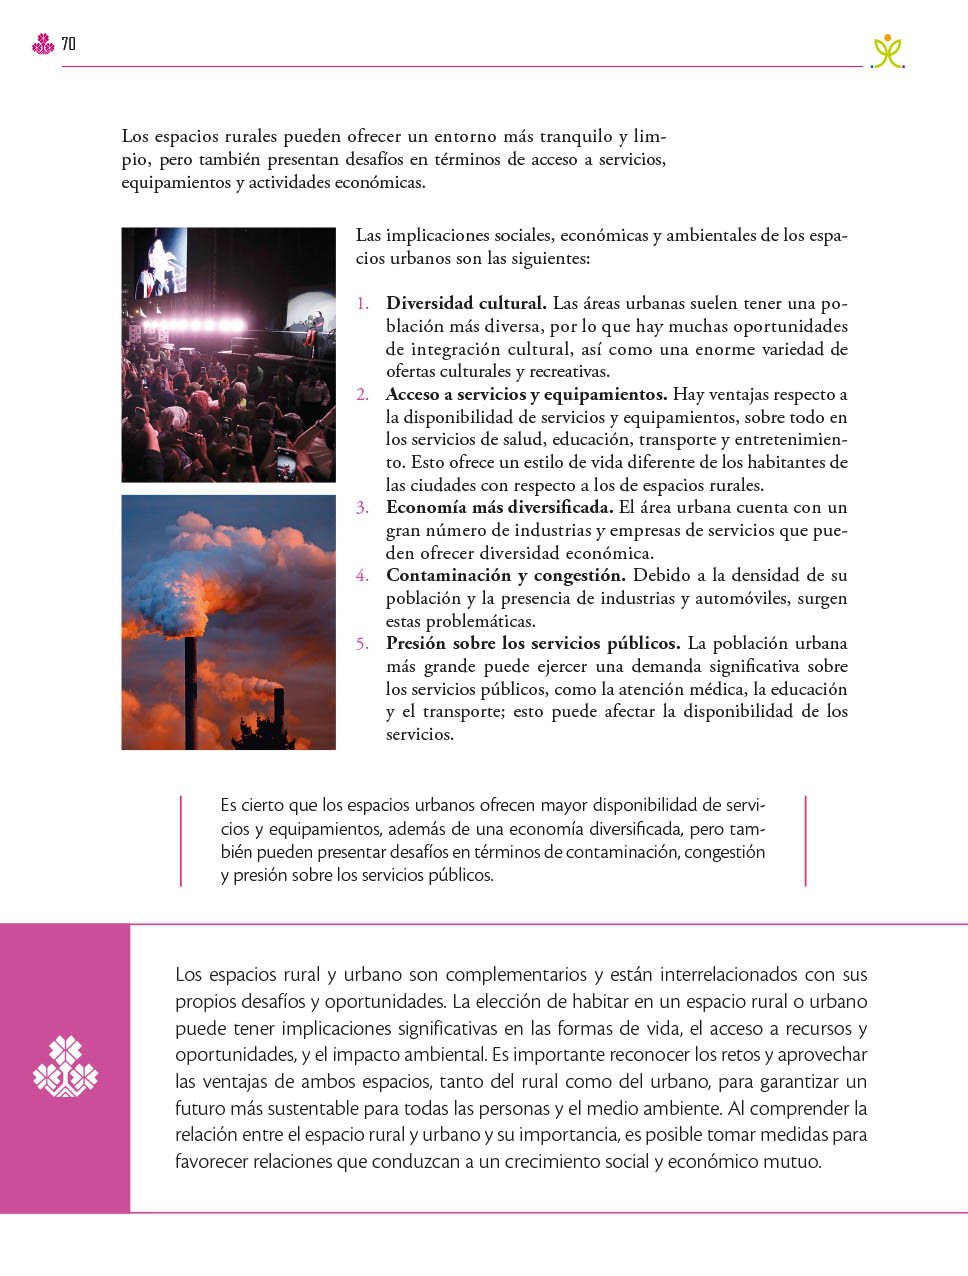 70
Los espacios rurales pueden ofrecer un entorno más tranquilo y lim-
pio, pero también presentan desafíos en términos de acceso a servicios,
equipamientos y actividades económicas.
Las implicaciones sociales, económicas y ambientales de los espa-
cios urbanos son las siguientes:
1. Diversidad cultural. Las áreas urbanas suelen tener una po-
blación más diversa, por lo que hay muchas oportunidades
de integración cultural, así como una enorme variedad de
ofertas culturales y recreativas.
2. Acceso a servicios y equipamientos. Hay ventajas respecto a
la disponibilidad de servicios y equipamientos, sobre todo en
los servicios de salud, educación, transporte y entretenimien-
to. Esto ofrece un estilo de vida diferente de los habitantes de
las ciudades con respecto a los de espacios rurales.
3. Economía más diversificada. El área urbana cuenta con un
gran número de industrias y empresas de servicios que pue-
den ofrecer diversidad económica.
4. Contaminación y congestión. Debido a la densidad de su
población y la presencia de industrias y automóviles, surgen
estas problemáticas.
5. Presión sobre los servicios públicos. La población urbana
más grande puede ejercer una demanda significativa sobre
los servicios públicos, como la atención médica, la educación
y el transporte; esto puede afectar la disponibilidad de los
servicios.
Es cierto que los espacios urbanos ofrecen mayor disponibilidad de servi-
cios y equipamientos, además de una economía diversificada, pero tam-
bién pueden presentar desafíos en términos de contaminación, congestión
y presión sobre los servicios públicos.
Los espacios rural y urbano son complementarios y están interrelacionados con sus
propios desafíos y oportunidades. La elección de habitar en un espacio rural o urbano
puede tener implicaciones significativas en las formas de vida, el acceso a recursos y
oportunidades, y el impacto ambiental. Es importante reconocer los retos y aprovechar
las ventajas de ambos espacios, tanto del rural como del urbano, para garantizar un
futuro más sustentable para todas las personas y el medio ambiente. Al comprender la
relación entre el espacio rural y urbano y su importancia, es posible tomar medidas para
favorecer relaciones que conduzcan a un crecimiento social y económico mutuo.